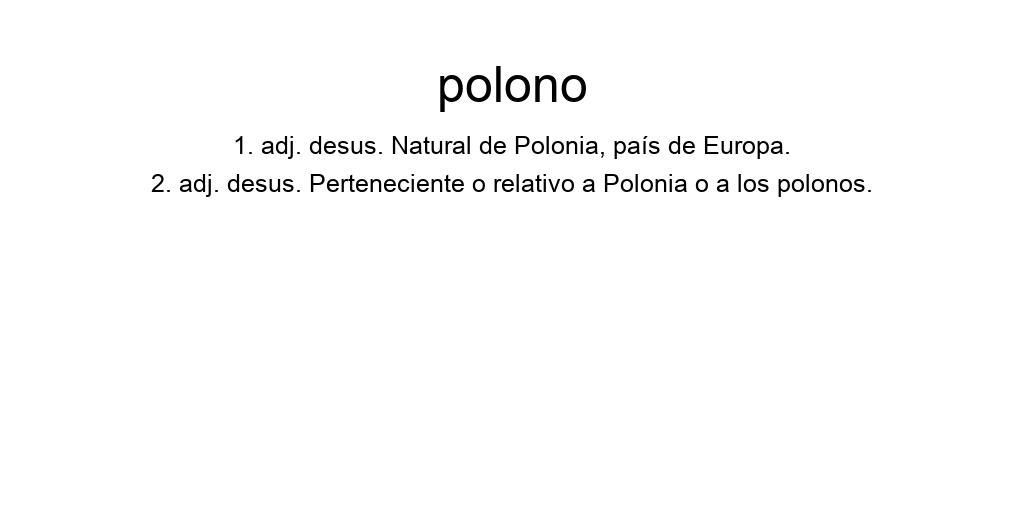 polono
1. adj. desus. Natural de Polonia, país de Europa.
2. adj. desus. Perteneciente o relativo a Polonia o a los polonos.